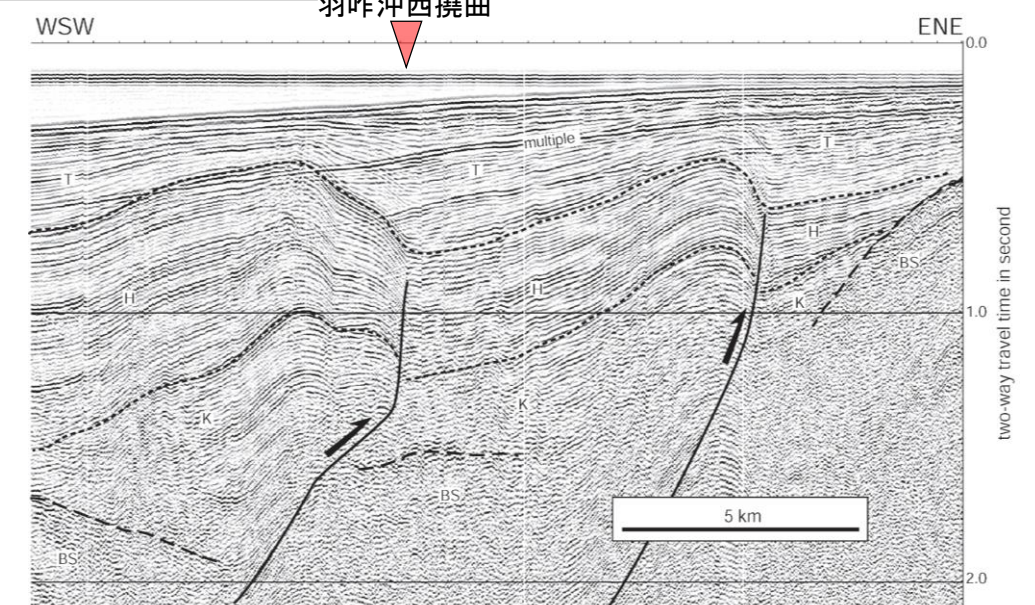 羽咋沖西撓曲
WSW
ENE
0.0
multiple
T
T
T
H
H
H
BS
K
1.0
K
K
BS
5 km
BS
2.0
two-way travel time in second